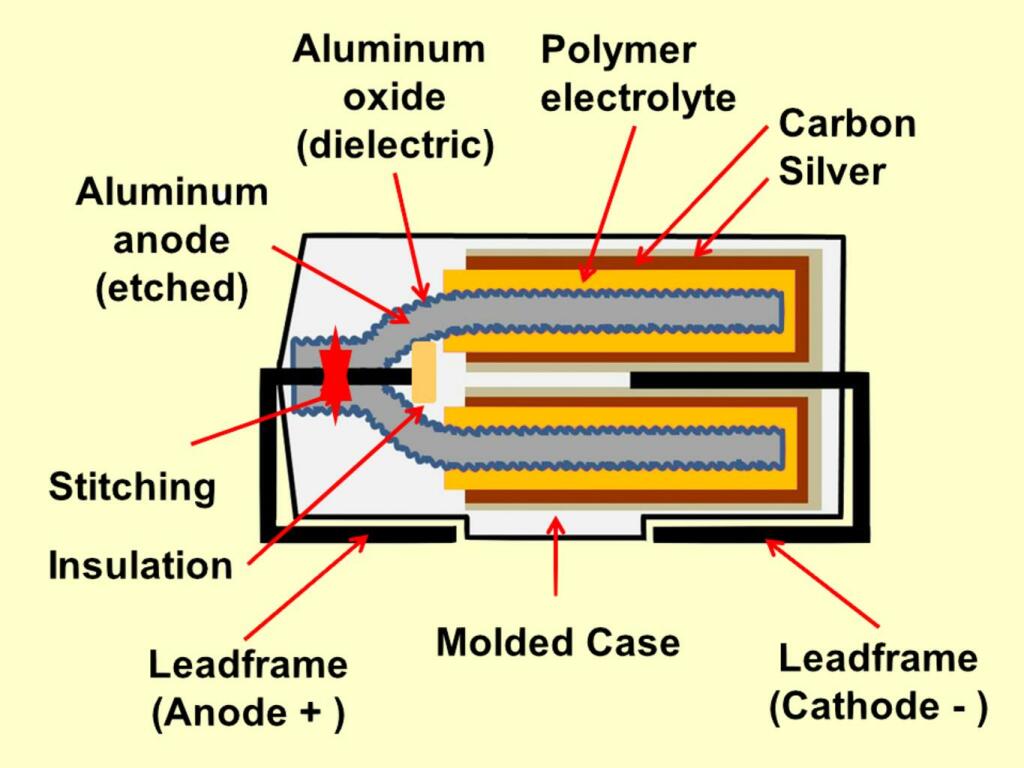 Aluminum
oxide
(dielectric)
Polymer
electrolyte
Carbon
Silver
Aluminum
anode
(etched)
Stitching
Insulation
Leadframe
(Anode + )
Molded Case
Leadframe
(Cathode - )